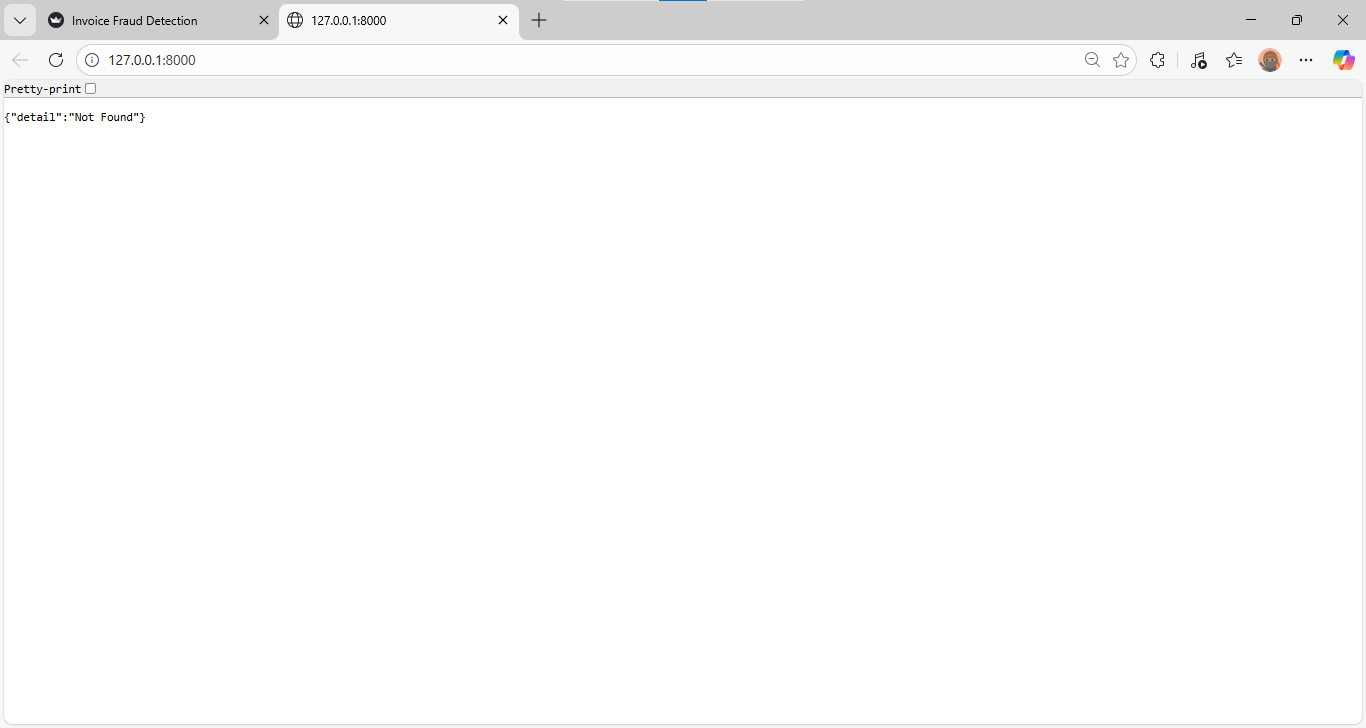 Invoice Fraud Detection
127.0.0.1:8000
127.0.0.1:8000
Pretty-print
{"detail":"Not Found"}